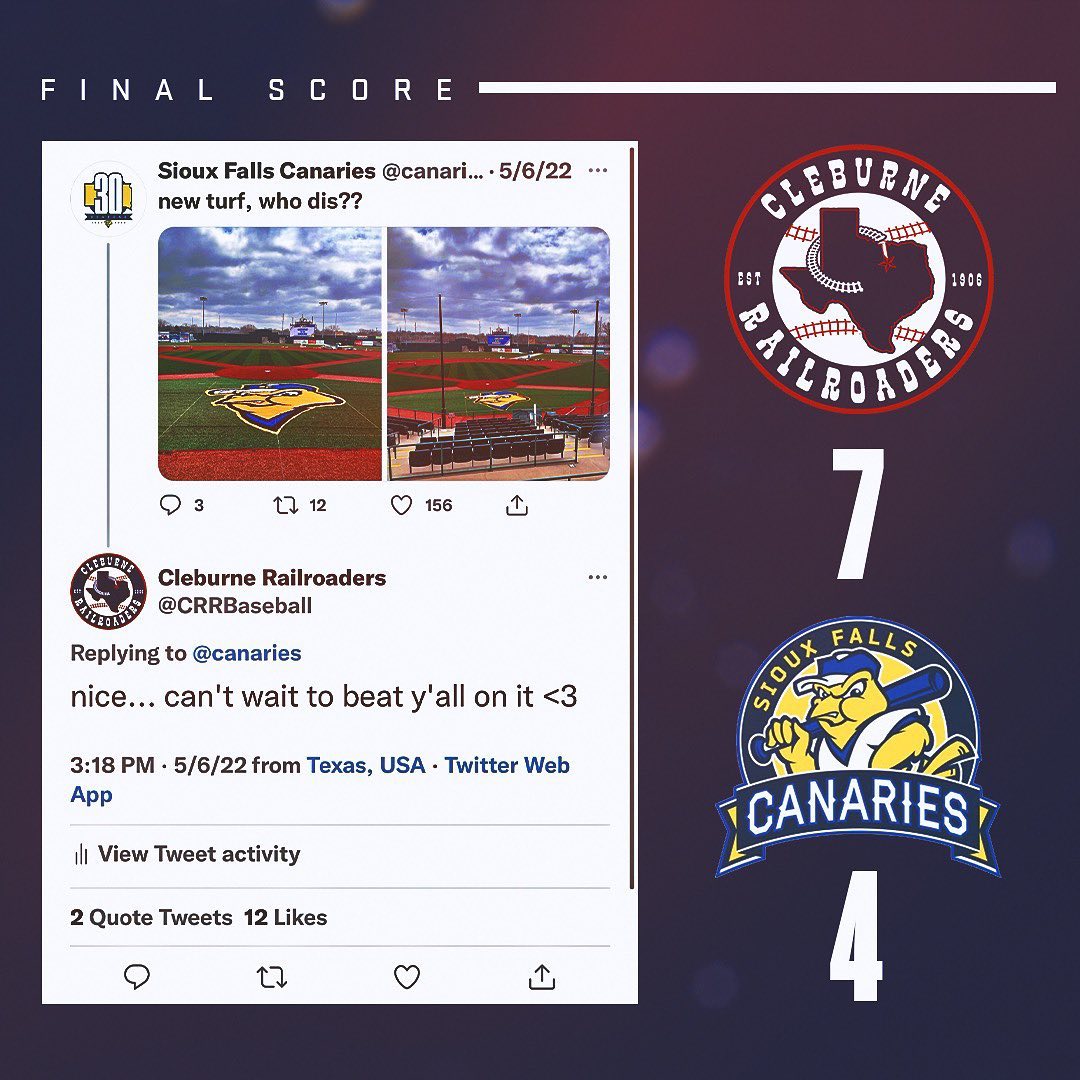 FINAL SCORE
30
Sioux Falls Canaries @canari... · 5/6/22 ...
new turf, who dis??
3 12 156
CLEBURNE
RAILROADERS
Cleburne Railroaders ...
@CRRBaseball
Replying to @canaries
nice... can't wait to beat y'all on it <3
3:18 PM · 5/6/22 from Texas, USA · Twitter Web
App
View Tweet activity
2 Quote Tweets 12 Likes
CLEBURNE
EST 1906
RAILROADERS
7
SIOUX FALLS
CANARIES
4